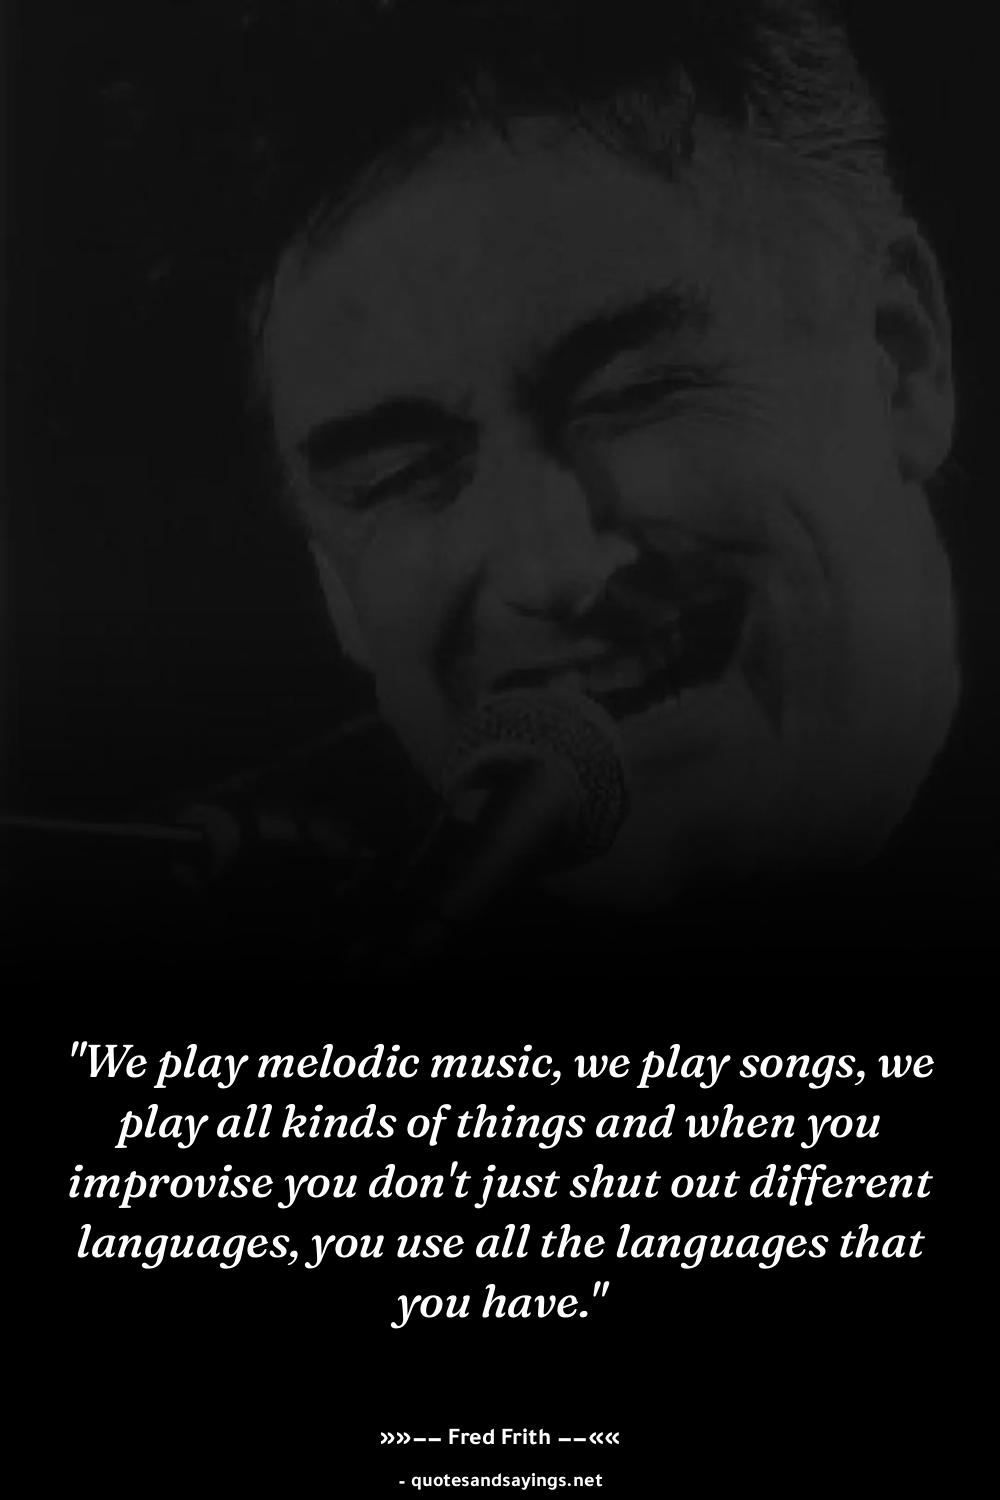 "We play melodic music, we play songs, we
play all kinds of things and when you
improvise you don't just shut out different
languages, you use all the languages that
you have."
»»–– Fred Frith ––««
- quotesandsayings.net